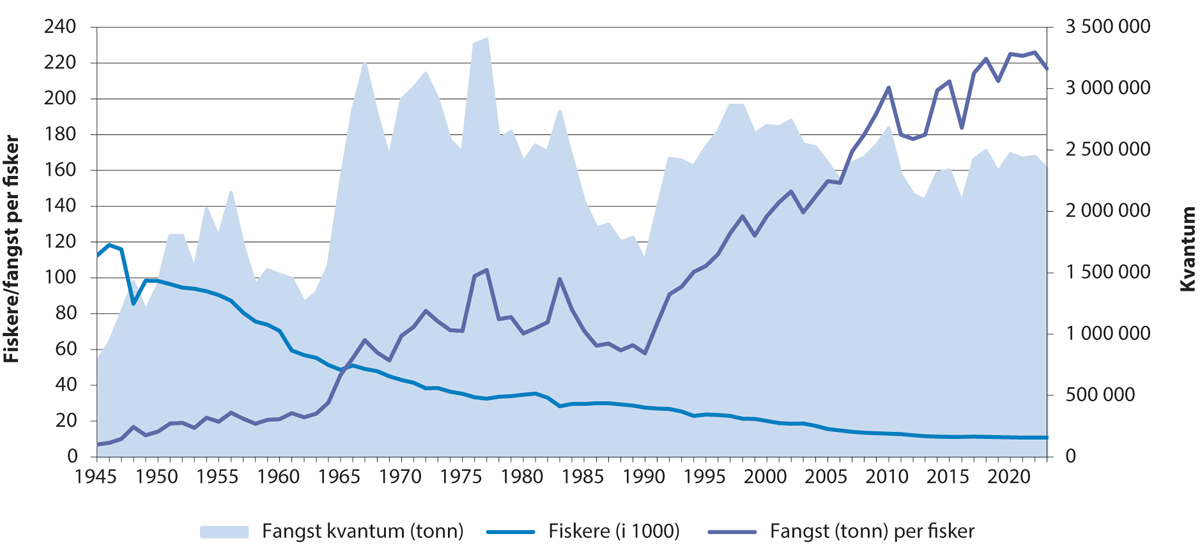 240
220
200
180
160
140
120
100
80
60
40
20
0
Fiskere/fangst per fisker
3 500 000
3 000 000
2 500 000
2 000 000
1 500 000
1 000 000
500 000
0
Kvantum
1945 1950 1955 1960 1965 1970 1975 1980 1985 1990 1995 2000 2005 2010 2015 2020
Fangst kvantum (tonn) Fiskere (i 1000) Fangst (tonn) per fisker